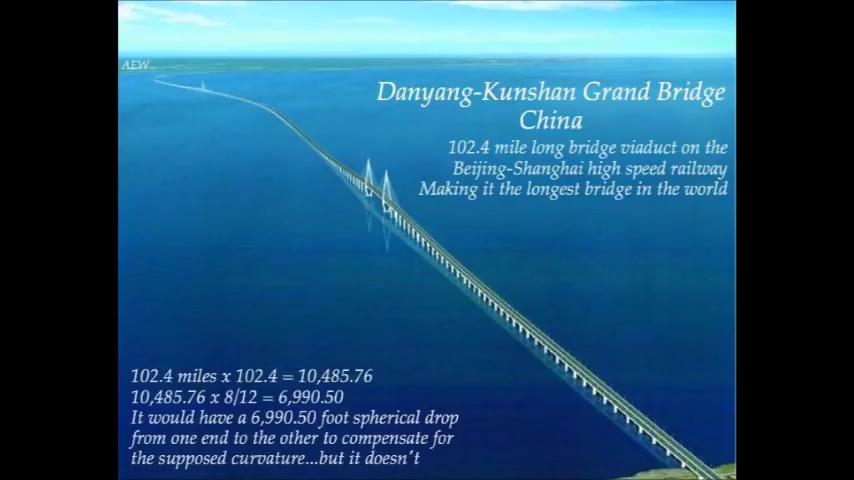 AEW
Danyang-Kunshan Grand Bridge
China
102.4 mile long bridge viaduct on the
Beijing-Shanghai high speed railway
Making it the longest bridge in the world
102.4 miles x 102.4 = 10,485.76
10,485.76 x 8/12 = 6,990.50
It would have a 6,990.50 foot spherical drop
from one end to the other to compensate for
the supposed curvature...but it doesn't